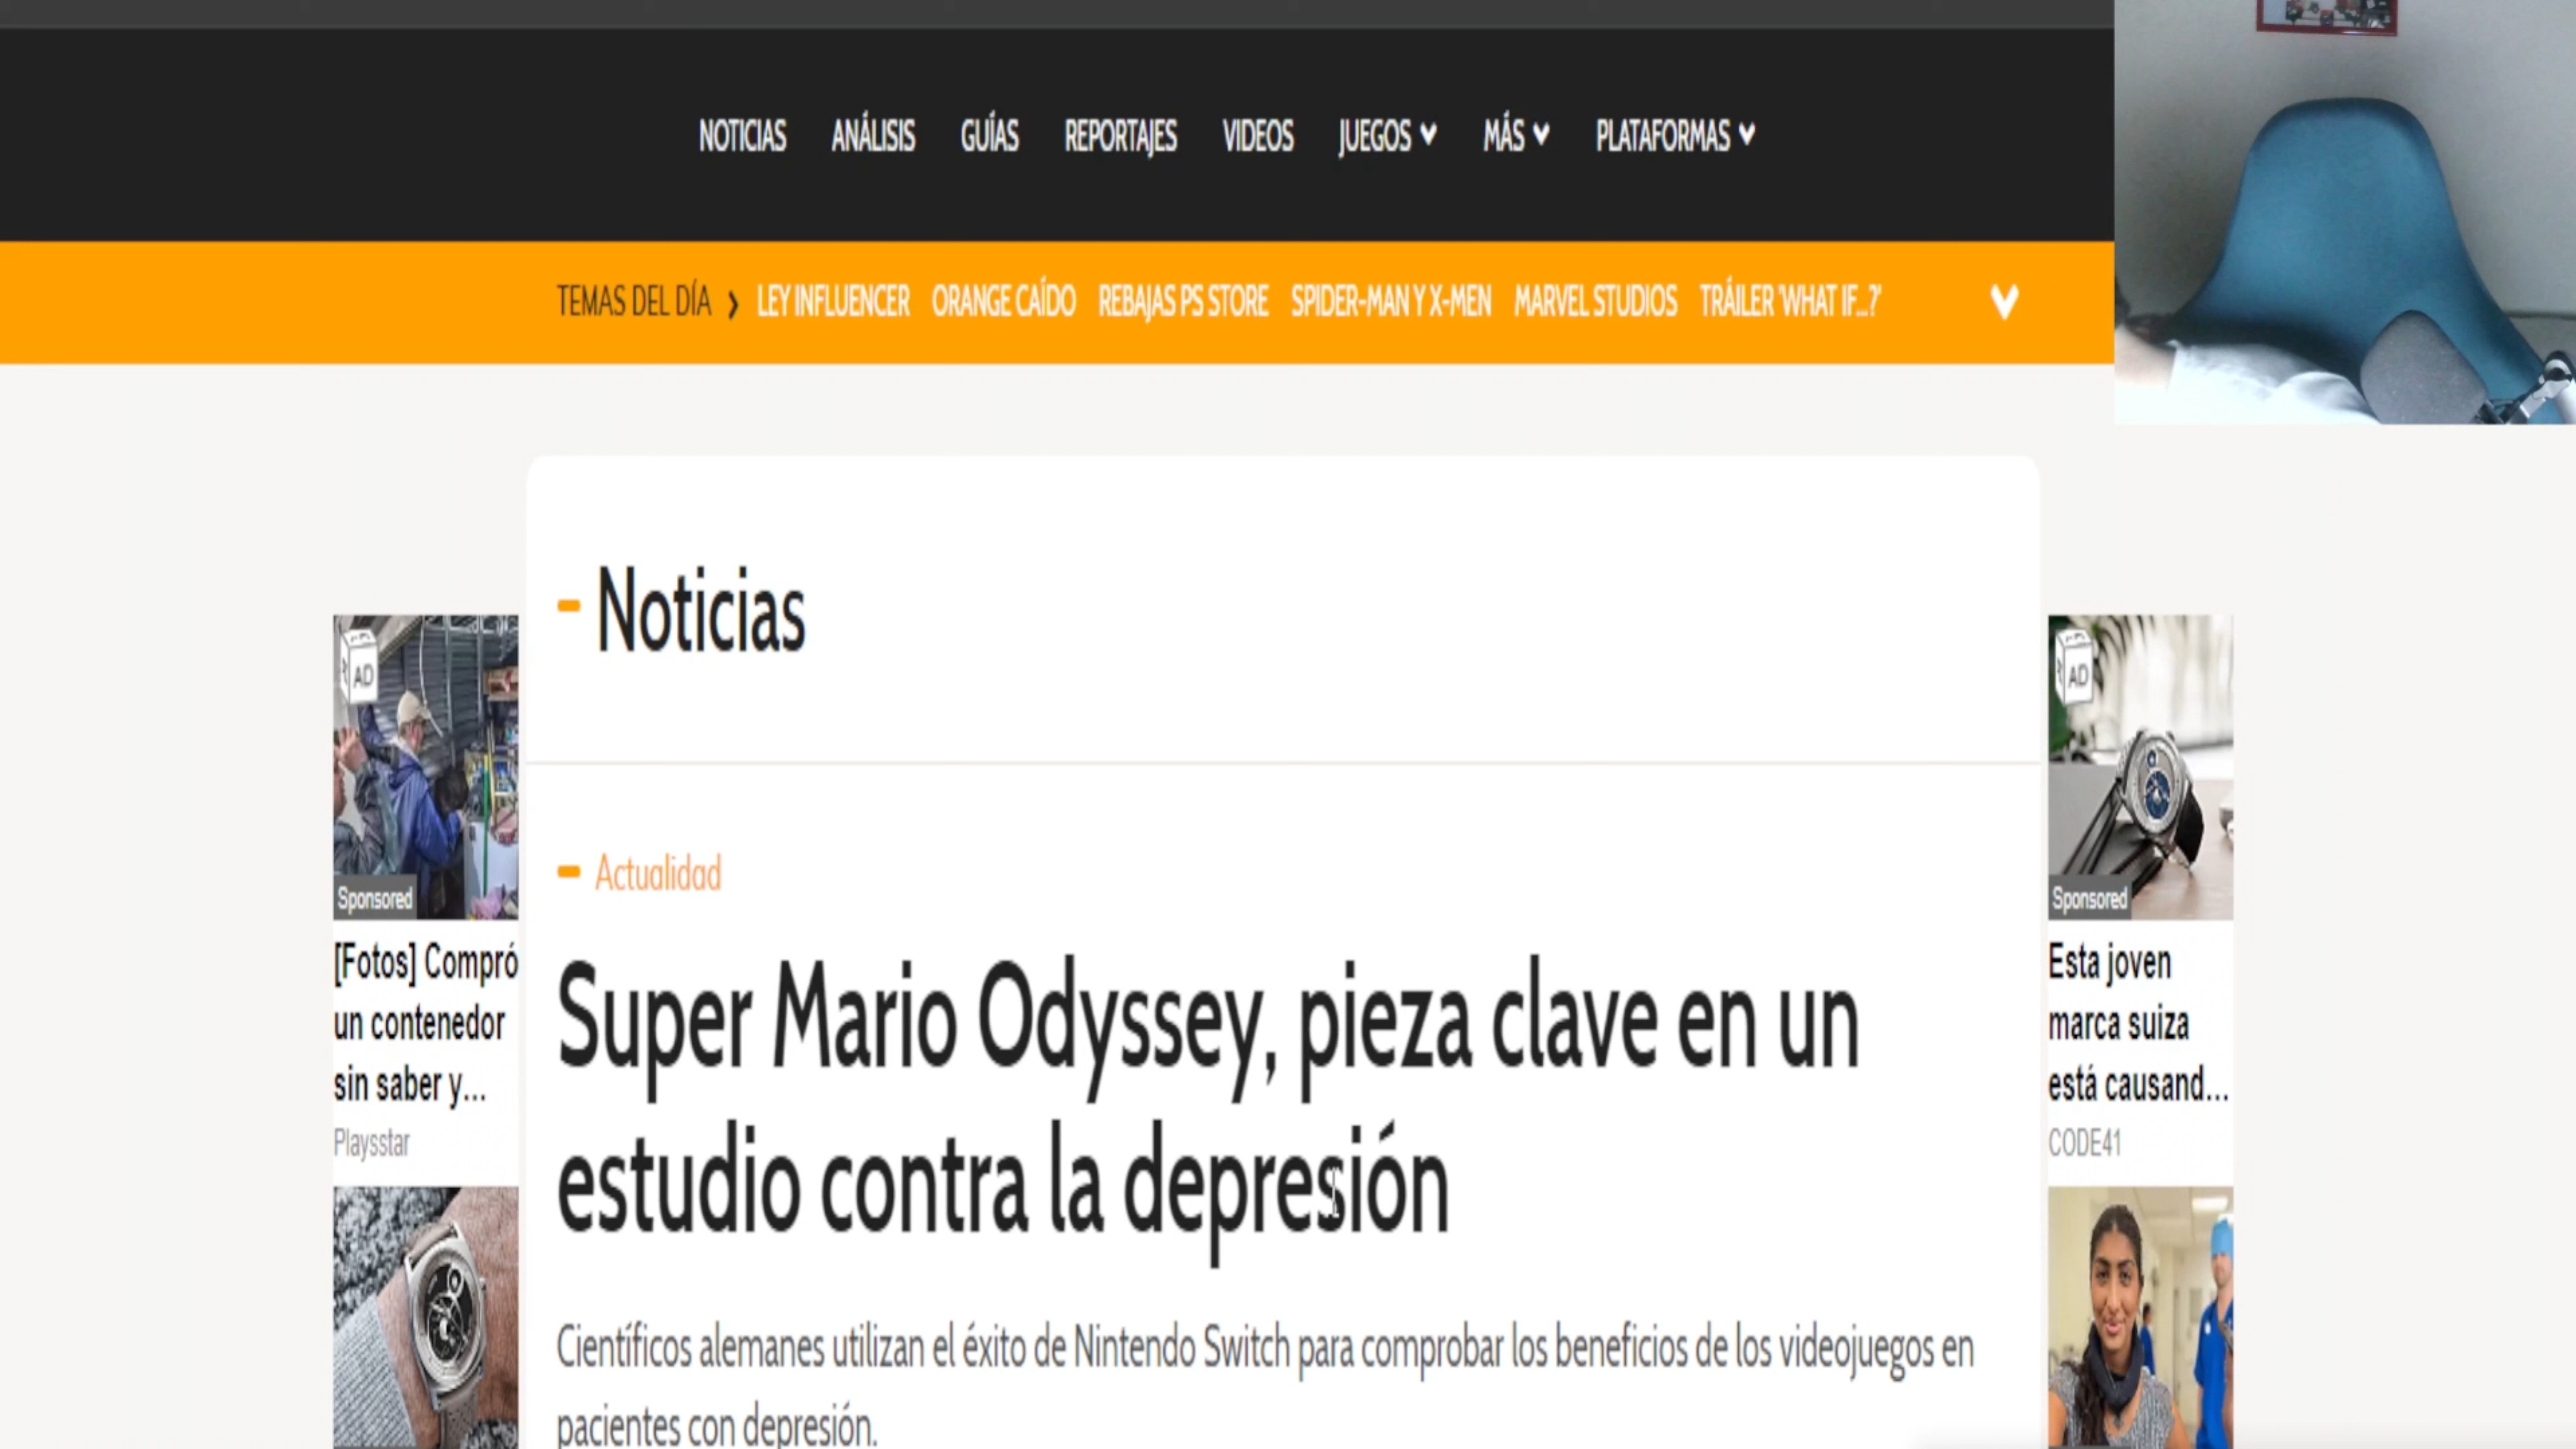 NOTICIAS ANÁLISIS GUÍAS REPORTAJES VIDEOS JUEGOS MÁS PLATAFORMAS
TEMAS DEL DÍA LEY INFLUENCER ORANGE CAÍDO REBAJAS PS STORE SPIDER-MAN Y X-MEN MARVEL STUDIOS TRÁILER 'WHAT IF...?'
Noticias
Actualidad
Super Mario Odyssey, pieza clave en un
estudio contra la depresión
Científicos alemanes utilizan el éxito de Nintendo Switch para comprobar los beneficios de los videojuegos en
pacientes con depresión.
AD
Sponsored
[Fotos] Compró
un contenedor
sin saber y...
Playsstar
AD
Sponsored
Esta joven
marca suiza
está causand...
CODE41